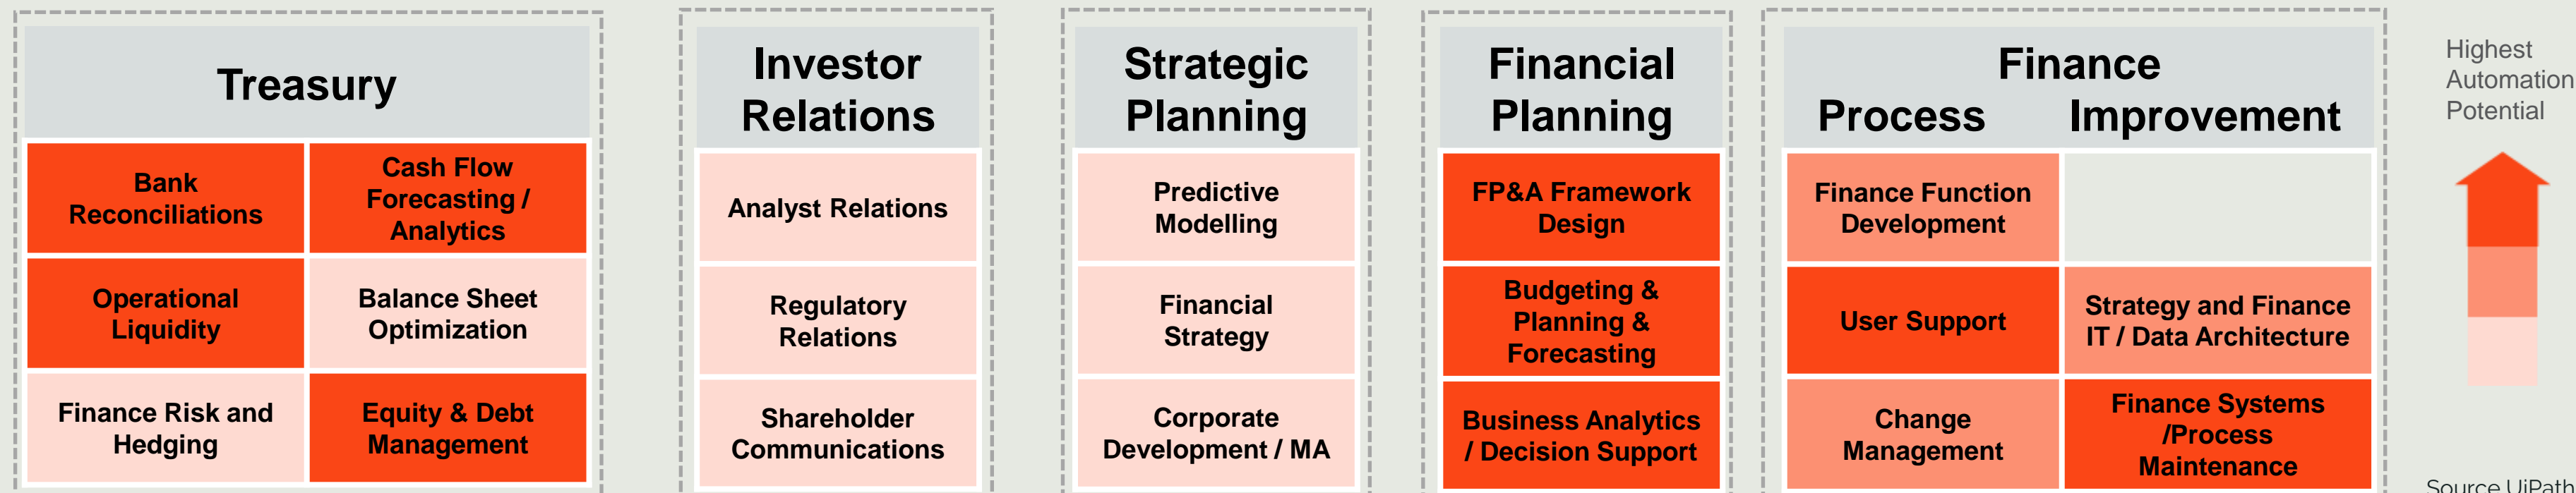 Treasury
Bank
Reconciliations
Cash Flow
Forecasting /
Analytics
Operational
Liquidity
Balance Sheet
Optimization
Finance Risk and
Hedging
Equity & Debt
Management
Investor
Relations
Analyst Relations
Regulatory
Relations
Shareholder
Communications
Strategic
Planning
Predictive
Modelling
Financial
Strategy
Corporate
Development / MA
Financial
Planning
FP&A Framework
Design
Budgeting &
Planning &
Forecasting
Business Analytics
/ Decision Support
Finance
Process Improvement
Finance Function
Development
User Support
Strategy and Finance
IT / Data Architecture
Change
Management
Finance Systems
/Process
Maintenance
Highest
Automation
Potential
Source UiPath